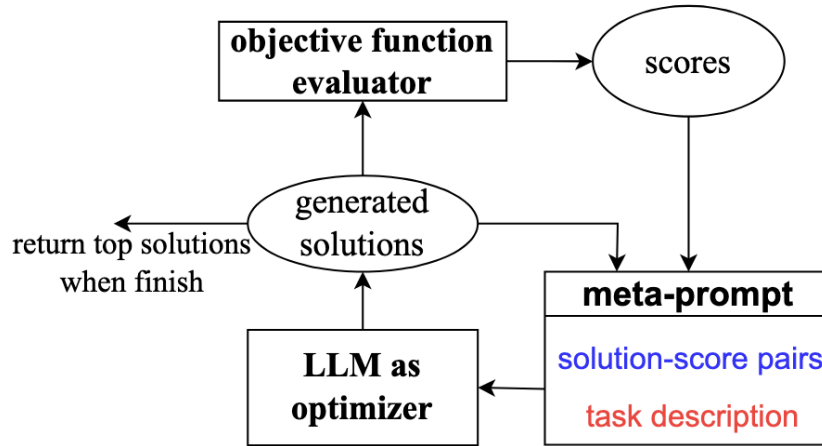 objective function
evaluator
scores
generated
solutions
return top solutions
when finish
meta-prompt
solution-score pairs
task description
LLM as
optimizer